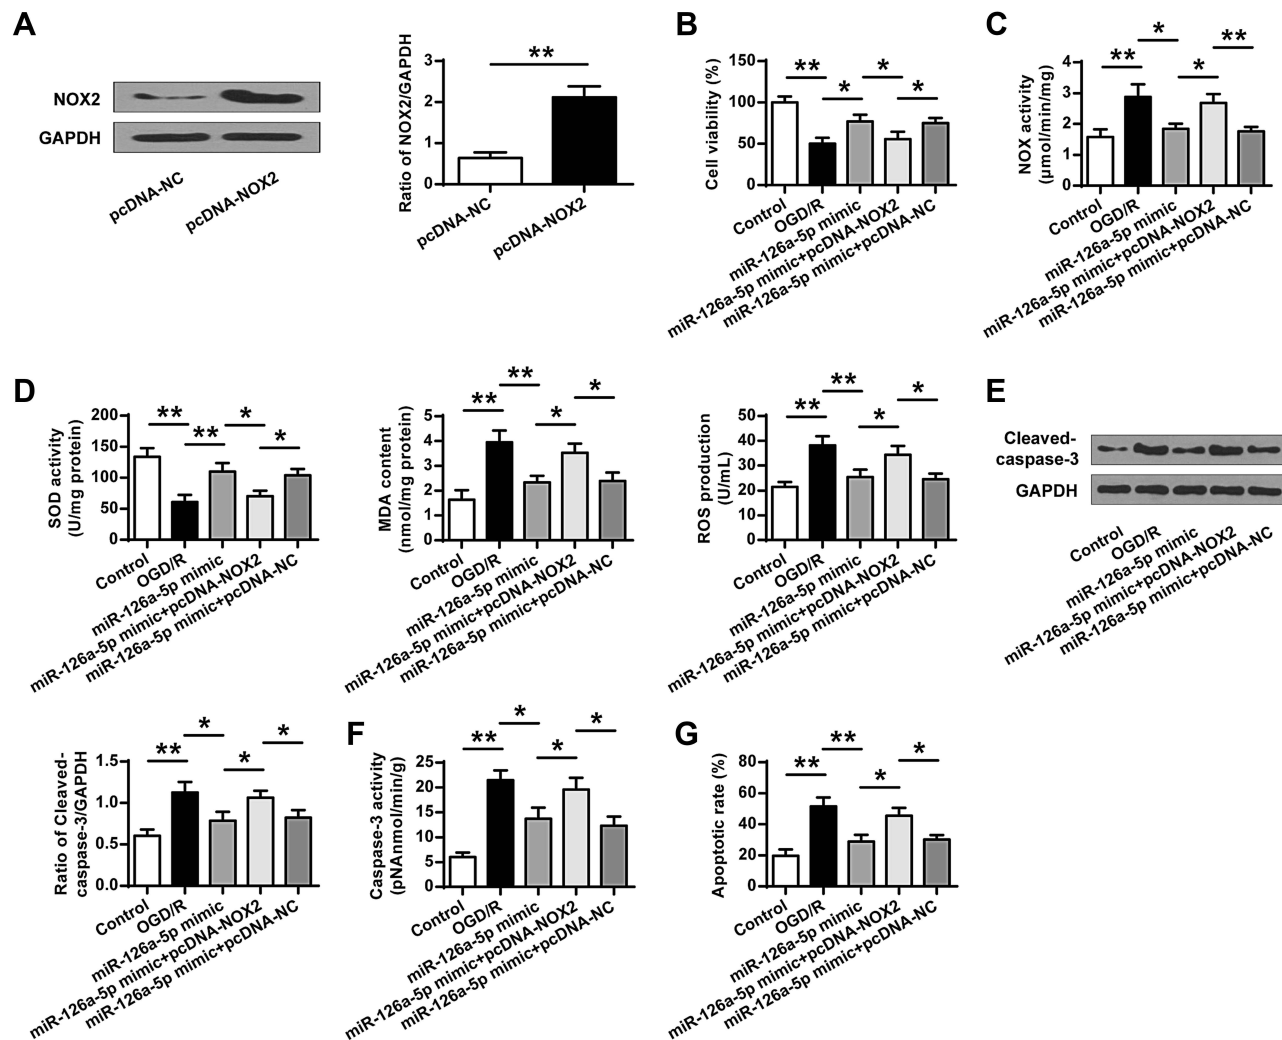 A
NOX2
GAPDH
pcDNA-NC
pcDNA-NOX2
Ratio of NOX2/GAPDH
3
2
1
0
**
pcDNA-NC
pcDNA-NOX2
B
Cell viability (%)
150
100
50
0
**
*
*
*
Control
OGD/R
miR-126a-5p mimic
miR-126a-5p mimic+pcDNA-NOX2
miR-126a-5p mimic+pcDNA-NC
C
NOX activity
(μmol/min/mg)
4
3
2
1
0
**
*
*
**
Control
OGD/R
miR-126a-5p mimic
miR-126a-5p mimic+pcDNA-NOX2
miR-126a-5p mimic+pcDNA-NC
D
SOD activity
(U/mg protein)
200
150
100
50
0
**
**
*
*
Control
OGD/R
miR-126a-5p mimic
miR-126a-5p mimic+pcDNA-NOX2
miR-126a-5p mimic+pcDNA-NC
MDA content
(nmol/mg protein)
5
4
3
2
1
0
**
**
*
*
Control
OGD/R
miR-126a-5p mimic
miR-126a-5p mimic+pcDNA-NOX2
miR-126a-5p mimic+pcDNA-NC
ROS production
(U/mL)
50
40
30
20
10
0
**
**
*
*
Control
OGD/R
miR-126a-5p mimic
miR-126a-5p mimic+pcDNA-NOX2
miR-126a-5p mimic+pcDNA-NC
E
Cleaved-
caspase-3
GAPDH
Control
OGD/R
miR-126a-5p mimic
miR-126a-5p mimic+pcDNA-NOX2
miR-126a-5p mimic+pcDNA-NC
Ratio of Cleaved-
caspase-3/GAPDH
1.5
1.0
0.5
0.0
**
*
*
*
Control
OGD/R
miR-126a-5p mimic
miR-126a-5p mimic+pcDNA-NOX2
miR-126a-5p mimic+pcDNA-NC
F
Caspase-3 activity
(pNAnmol/min/g)
25
20
15
10
5
0
**
*
*
*
Control
OGD/R
miR-126a-5p mimic
miR-126a-5p mimic+pcDNA-NOX2
miR-126a-5p mimic+pcDNA-NC
G
Apoptotic rate (%)
80
60
40
20
0
**
**
*
*
Control
OGD/R
miR-126a-5p mimic
miR-126a-5p mimic+pcDNA-NOX2
miR-126a-5p mimic+pcDNA-NC